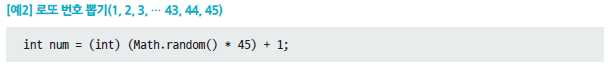 [예2] 로또 번호 뽑기(1, 2, 3, … 43, 44, 45)
int num = (int) (Math.random() * 45) + 1;